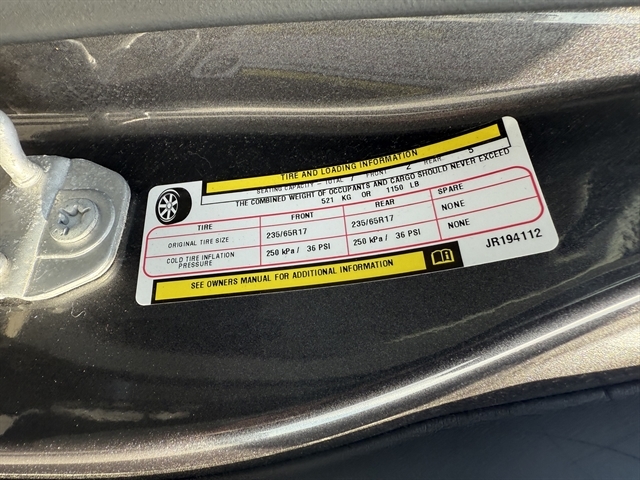 TIRE AND LOADING INFORMATION
SEATING CAPACITY - TOTAL 7 FRONT 2 REAR 5
THE COMBINED WEIGHT OF OCCUPANTS AND CARGO SHOULD NEVER EXCEED
521 KG OR 1150 LB
TIRE FRONT REAR SPARE
ORIGINAL TIRE SIZE 235/65R17 235/65R17 NONE
COLD TIRE INFLATION PRESSURE 250 kPa / 36 PSI 250 kPa / 36 PSI NONE
SEE OWNERS MANUAL FOR ADDITIONAL INFORMATION
JR194112